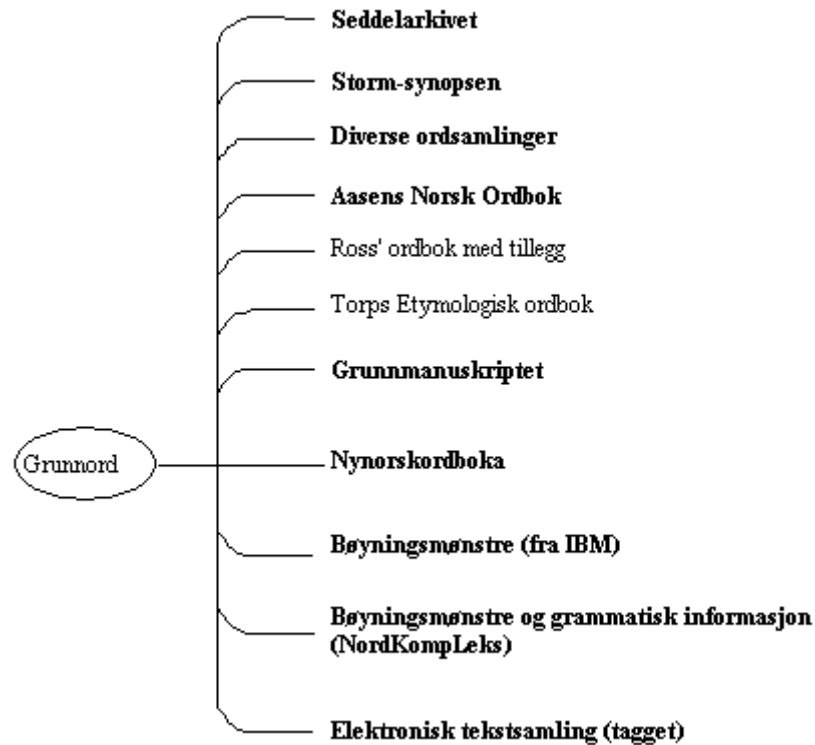 Seddelarkivet
Storm-synopsen
Diverse ordsamlinger
Aasens Norsk Ordbok
Ross' ordbok med tillegg
Torps Etymologisk ordbok
Grunnmanuskriptet
Grunnord
Nynorskordboka
Bøyningsmønstre (fra IBM)
Bøyningsmønstre og grammatisk informasjon
(NordKompLeks)
Elektronisk tekstsamling (tagget)